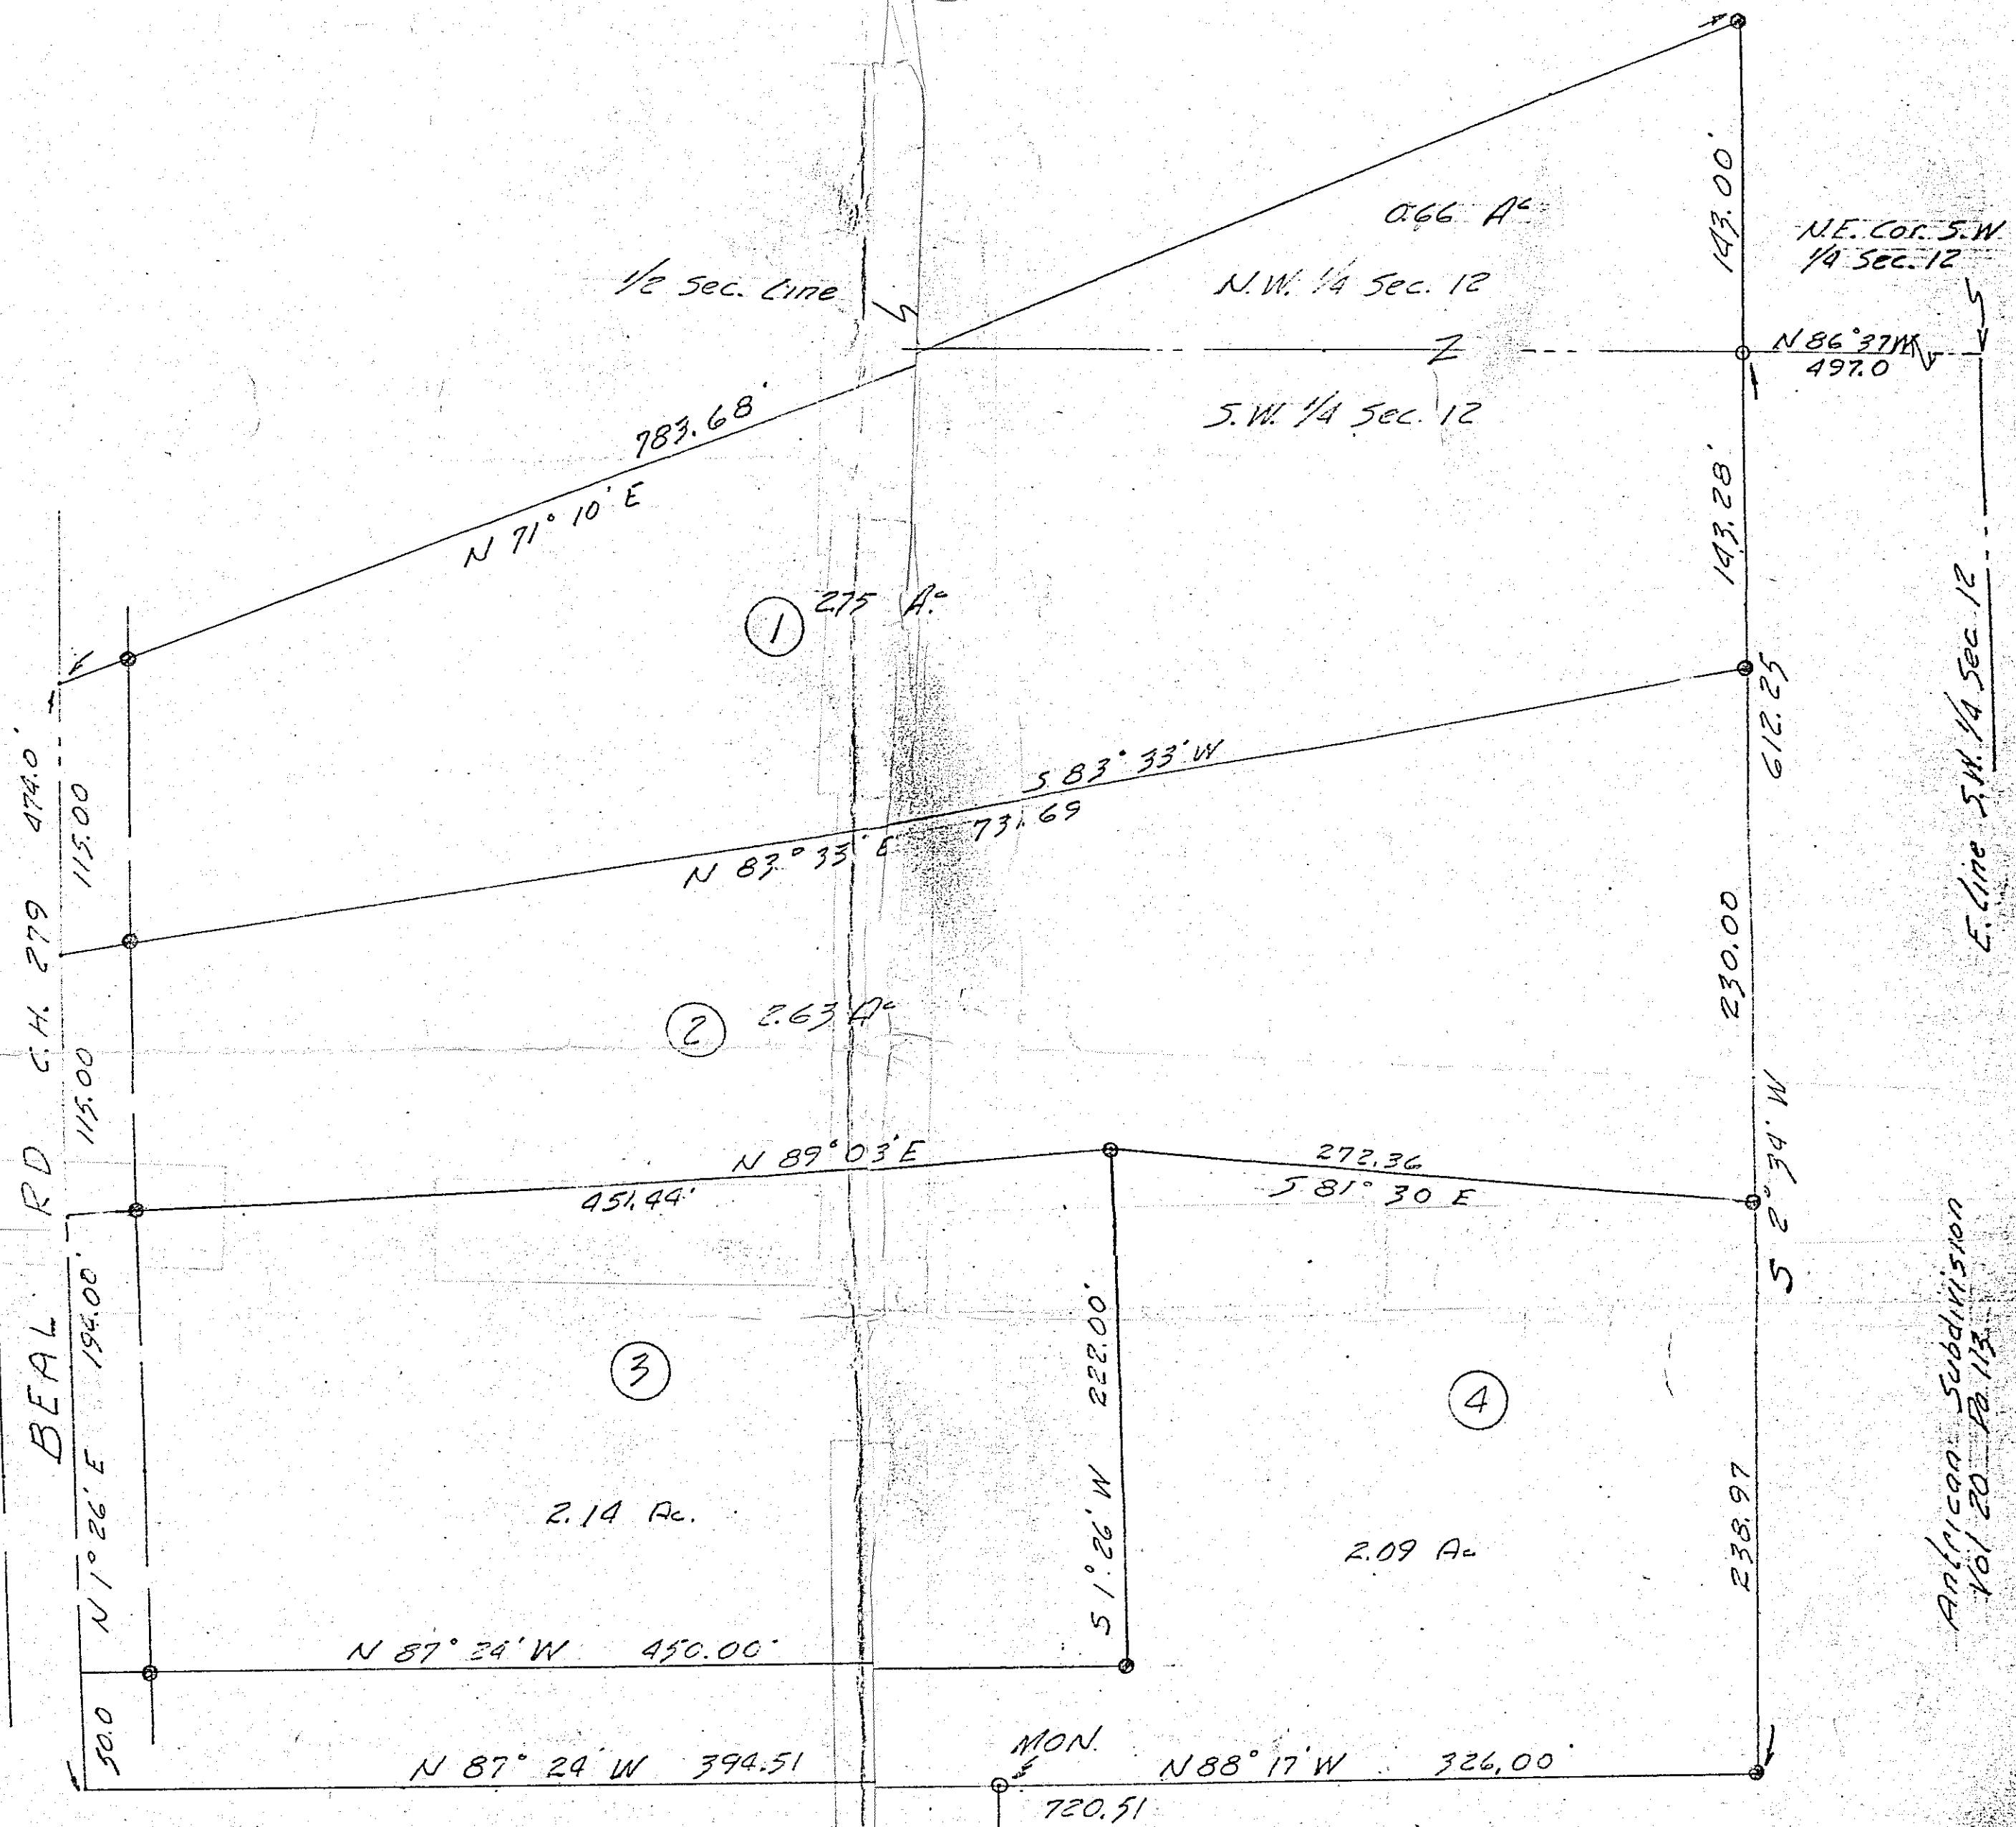 143.00'
0.66 Ac
N.E. Cor. S.W
1/4 Sec. 12
1/2 Sec. Line
N.W. 1/4 Sec. 12
N 86° 37' W
497.0
S.W. 1/4 Sec. 12
783.68'
N 71° 10' E
143.28'
E. Line S.W. 1/4 Sec. 12
1
2.75 Ac
612.25
115.00
474.0'
S 83° 33' W
731.69
N 83° 33' E
BEAL RD C.H. 279
230.00
2
2.63 Ac
115.00
S 2° 34' W
N 89° 03' E
451.44'
272.36
S 81° 30 E
194.00'
N 1° 26' E
222.00'
S 1° 26' W
3
4
Antrican Subdivision
Vol 20 Pa. 113
2.14 Ac.
2.09 Ac
238.97
N 87° 24' W 450.00'
50.0
MON.
N 87° 24' W 394.51
N 88° 17' W 326.00'
720.51